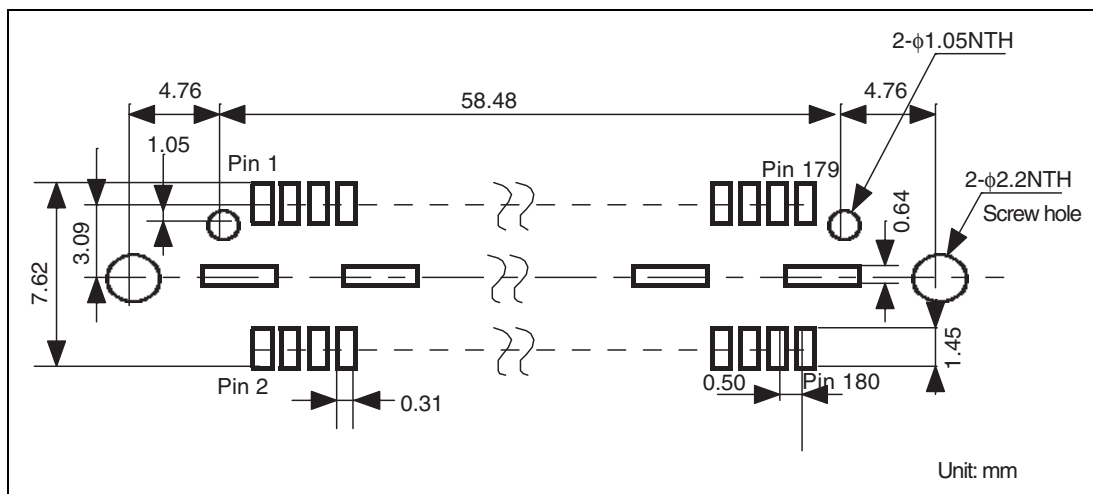 2-φ1.05NTH
4.76
58.48
4.76
1.05
Pin 1
Pin 179
2-φ2.2NTH
Screw hole
0.64
3.09
7.62
1.45
Pin 2
0.31
0.50
Pin 180
Unit: mm